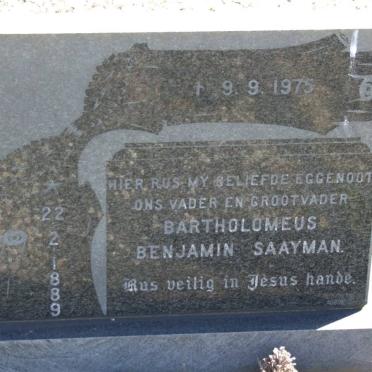 † 9.9.1975
* 22 2 1889
HIER RUS MY BELIEFDE EGGENOOT
ONS VADER EN GROOTVADER
BARTHOLOMEUS
BENJAMIN SAAYMAN.
Rus veilig in Jesus hande.